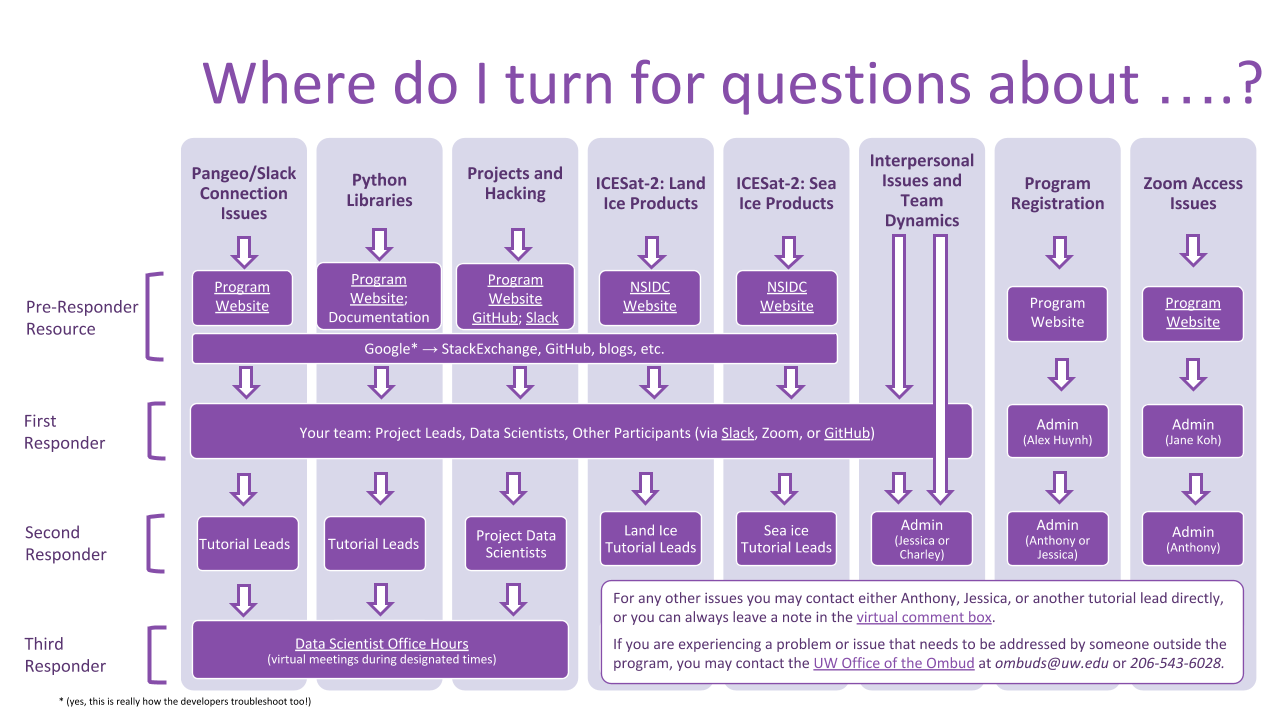 Where do I turn for questions about ….?
Pangeo/Slack
Connection
Issues
Python
Libraries
Projects and
Hacking
ICESat-2: Land
Ice Products
ICESat-2: Sea
Ice Products
Interpersonal
Issues and
Team
Dynamics
Program
Registration
Zoom Access
Issues
Pre-Responder
Resource
Program
Website
Program
Website;
Documentation
Program
Website
GitHub; Slack
NSIDC
Website
NSIDC
Website
Program
Website
Program
Website
Google* → StackExchange, GitHub, blogs, etc.
First
Responder
Your team: Project Leads, Data Scientists, Other Participants (via Slack, Zoom, or GitHub)
Admin
(Alex Huynh)
Admin
(Jane Koh)
Second
Responder
Tutorial Leads
Tutorial Leads
Project Data
Scientists
Land Ice
Tutorial Leads
Sea ice
Tutorial Leads
Admin
(Jessica or
Charley)
Admin
(Anthony or
Jessica)
Admin
(Anthony)
Third
Responder
Data Scientist Office Hours
(virtual meetings during designated times)
For any other issues you may contact either Anthony, Jessica, or another tutorial lead directly,
or you can always leave a note in the virtual comment box.
If you are experiencing a problem or issue that needs to be addressed by someone outside the
program, you may contact the UW Office of the Ombud at ombuds@uw.edu or 206-543-6028.
* (yes, this is really how the developers troubleshoot too!)